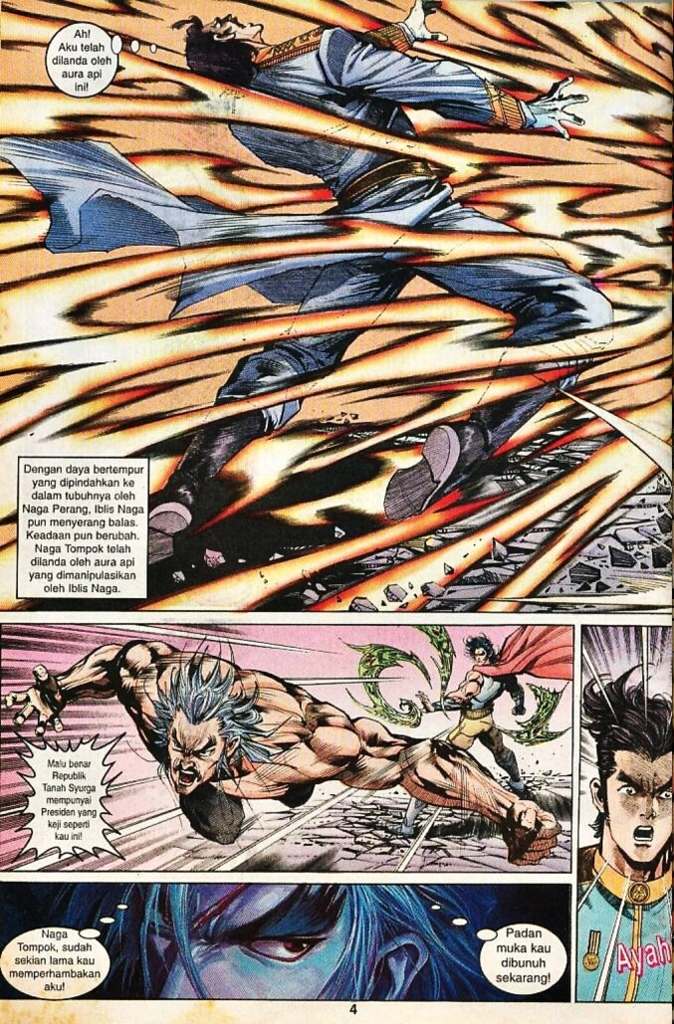 Ah!
Aku telah
dilanda oleh
aura api
ini!
Dengan daya bertempur
yang dipindahkan ke
dalam tubuhnya oleh
Naga Perang, Iblis Naga
pun menyerang balas.
Keadaan pun berubah.
Naga Tompok telah
dilanda oleh aura api
yang dimanipulasikan
oleh Iblis Naga.
Malu benar
Republik
Tanah Syurga
mempunyai
Presiden yang
keji seperti
kau ini!
Ayah
Naga
Tompok, sudah
sekian lama kau
memperhambakan
aku!
Padan
muka kau
dibunuh
sekarang!
4